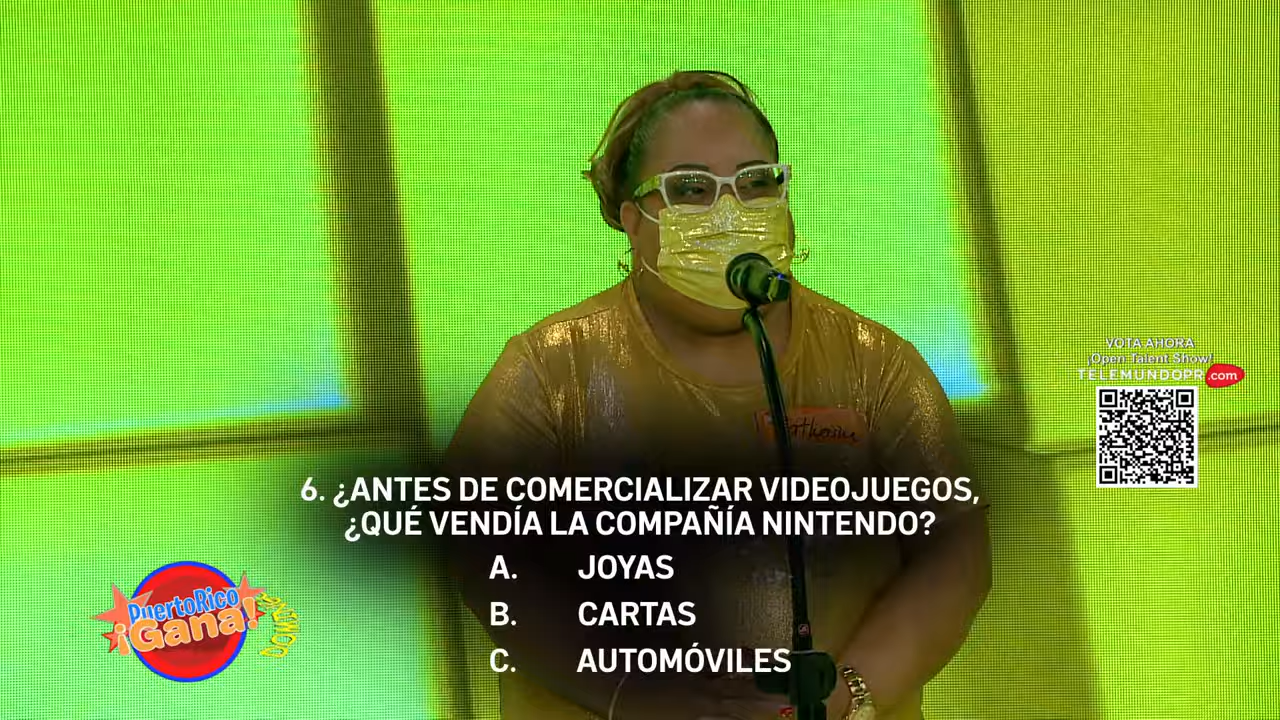 VOTA AHORA
¡Open Talent Show!
TELEMUNDOPR.com
6. ¿ANTES DE COMERCIALIZAR VIDEOJUEGOS,
¿QUÉ VENDÍA LA COMPAÑÍA NINTENDO?
A. JOYAS
B. CARTAS
C. AUTOMÓVILES
PuertoRico
¡Gana!